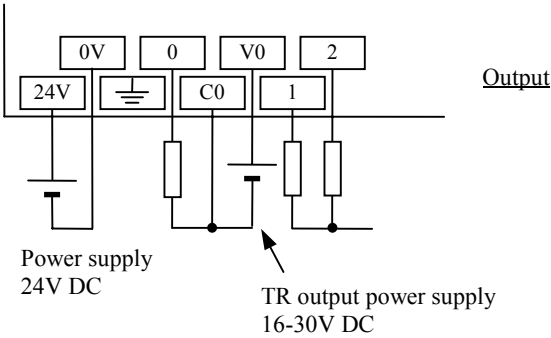 0V 0 V0 2
Output
24V C0 1
Power supply
24V DC
TR output power supply
16-30V DC